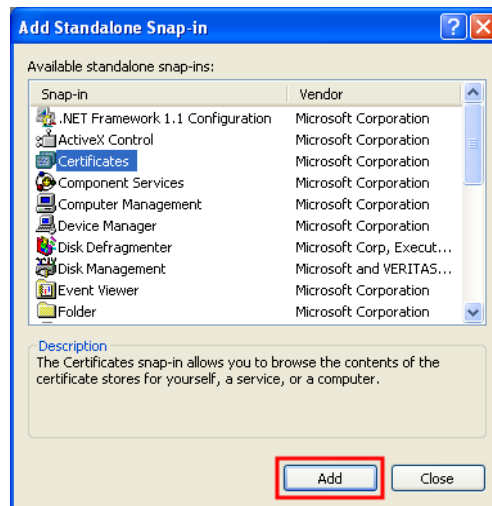 Add Standalone Snap-in
Available standalone snap-ins:
Snap-in Vendor
.NET Framework 1.1 Configuration Microsoft Corporation
ActiveX Control Microsoft Corporation
Certificates Microsoft Corporation
Component Services Microsoft Corporation
Computer Management Microsoft Corporation
Device Manager Microsoft Corporation
Disk Defragmenter Microsoft Corp, Execut...
Disk Management Microsoft and VERITAS...
Event Viewer Microsoft Corporation
Folder Microsoft Corporation
Description
The Certificates snap-in allows you to browse the contents of the
certificate stores for yourself, a service, or a computer.
Add Close